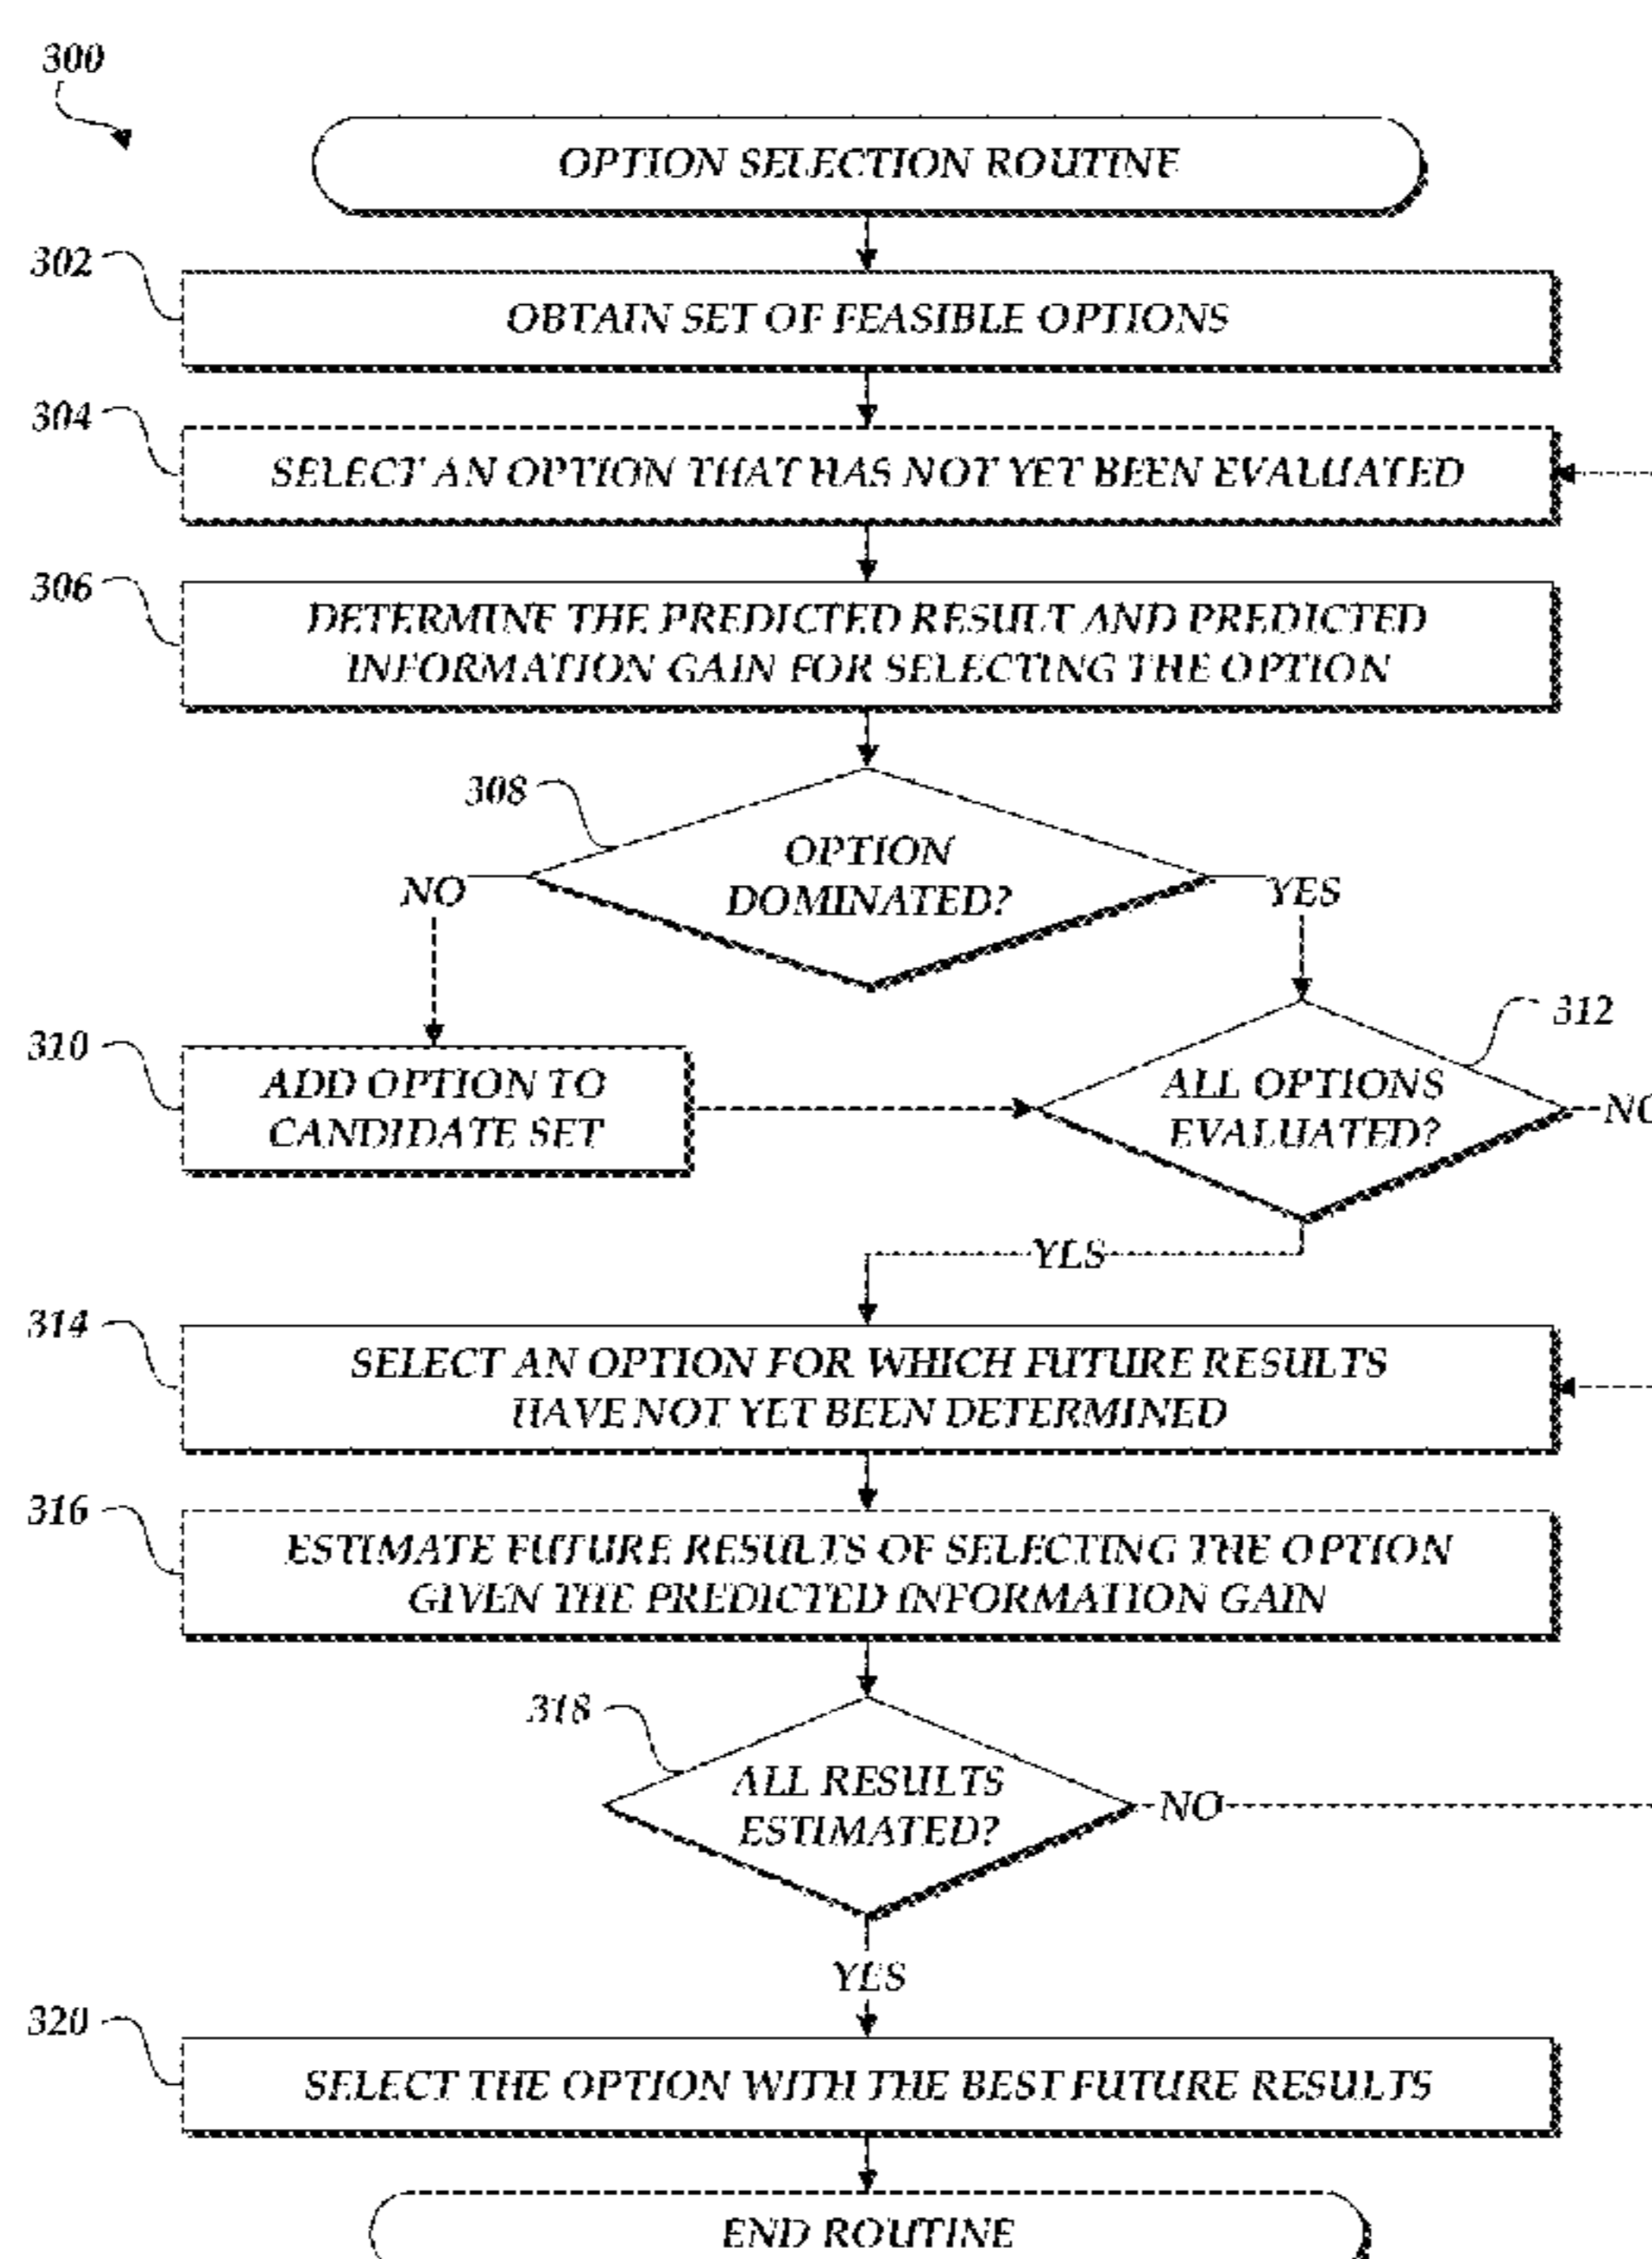 300
OPTION SELECTION ROUTINE
302
OBTAIN SET OF FEASIBLE OPTIONS
304
SELECT AN OPTION THAT HAS NOT YET BEEN EVALUATED
306
DETERMINE THE PREDICTED RESULT AND PREDICTED
INFORMATION GAIN FOR SELECTING THE OPTION
308
OPTION
DOMINATED?
NO
YES
310
ADD OPTION TO
CANDIDATE SET
312
ALL OPTIONS
EVALUATED?
NO
YES
314
SELECT AN OPTION FOR WHICH FUTURE RESULTS
HAVE NOT YET BEEN DETERMINED
316
ESTIMATE FUTURE RESULTS OF SELECTING THE OPTION
GIVEN THE PREDICTED INFORMATION GAIN
318
ALL RESULTS
ESTIMATED?
NO
YES
320
SELECT THE OPTION WITH THE BEST FUTURE RESULTS
END ROUTINE